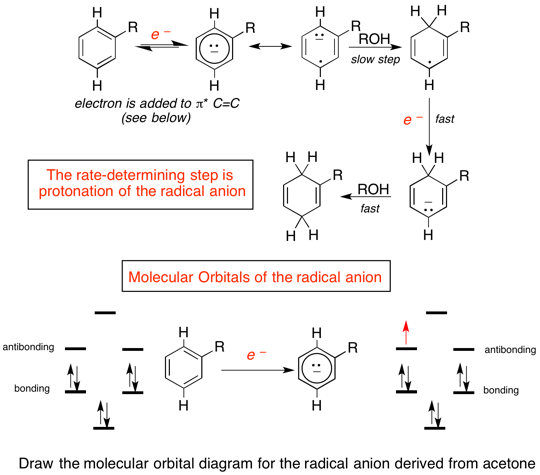 H
R
e –
H
R
–
H
H
R
–
··
·
H
ROH
slow step
H H
R
·
H
electron is added to π* C=C
(see below)
e –
fast
The rate-determining step is
protonation of the radical anion
H H
R
H H
ROH
fast
H H
R
–
··
H
Molecular Orbitals of the radical anion
antibonding
bonding
H
R
H
e –
H
R
–
··
H
antibonding
bonding
Draw the molecular orbital diagram for the radical anion derived from acetone